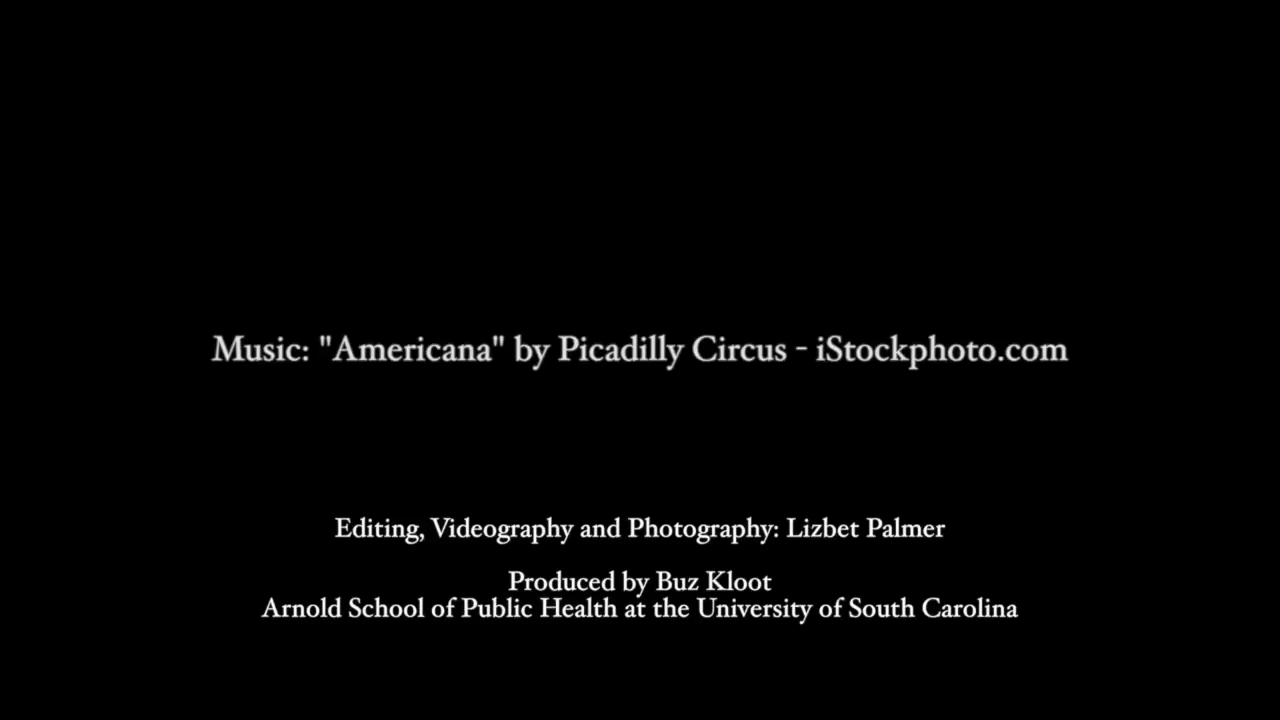 Music: "Americana" by Picadilly Circus - iStockphoto.com
Editing, Videography and Photography: Lizbet Palmer
Produced by Buz Kloot
Arnold School of Public Health at the University of South Carolina